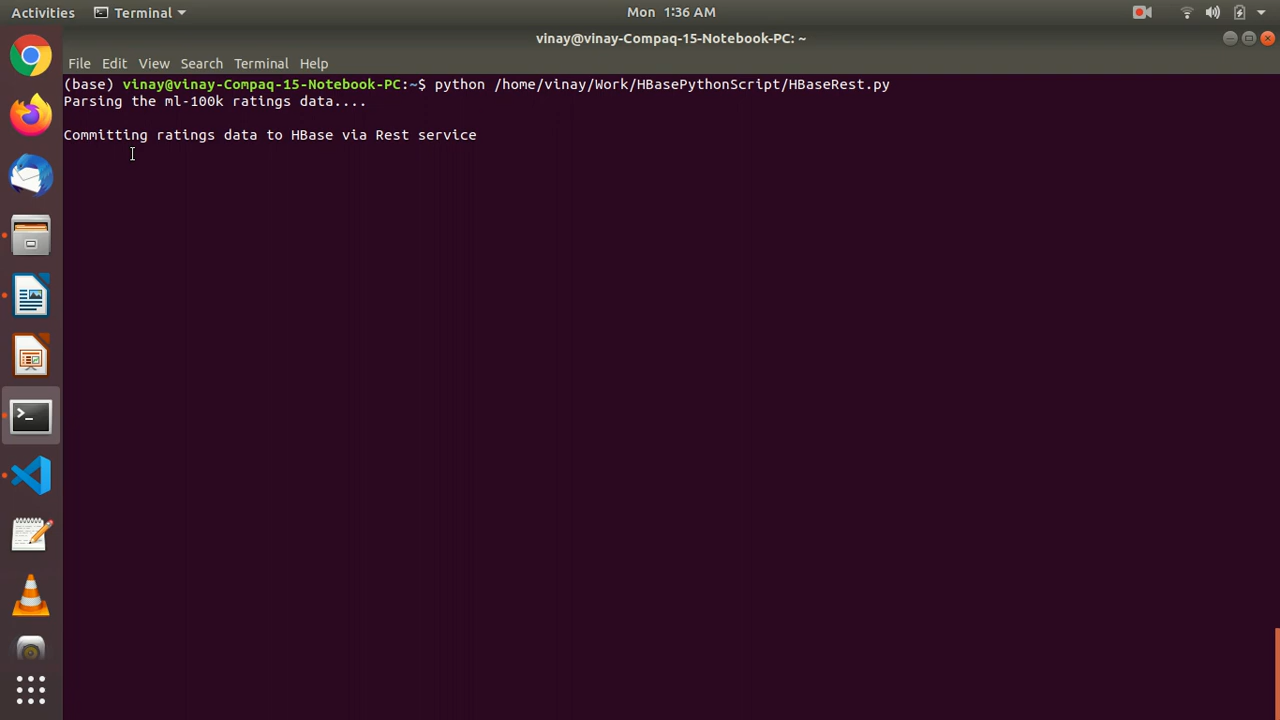 Activities Terminal Mon 1:36 AM
vinay@vinay-Compaq-15-Notebook-PC: ~
File Edit View Search Terminal Help
(base) vinay@vinay-Compaq-15-Notebook-PC:~$ python /home/vinay/Work/HBasePythonScript/HBaseRest.py
Parsing the ml-100k ratings data....
Committing ratings data to HBase via Rest service